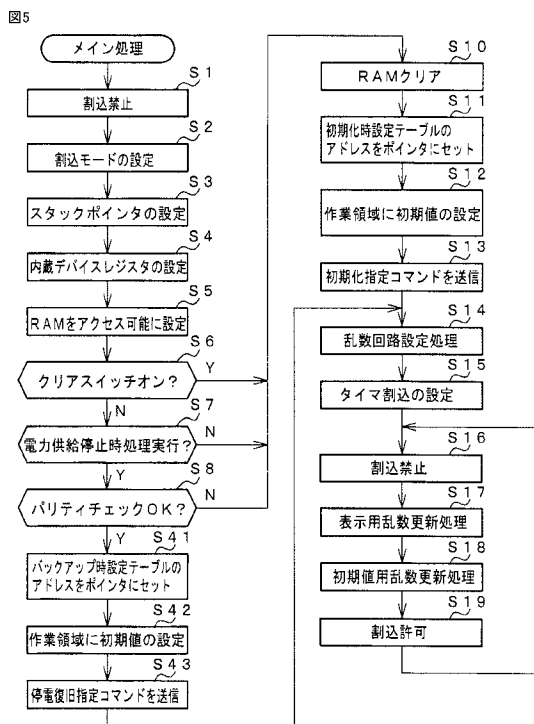 図5
メイン処理
S1
割込禁止
S2
割込モードの設定
S3
スタックポインタの設定
S4
内蔵デバイスレジスタの設定
S5
RAMをアクセス可能に設定
S6
クリアスイッチオン?
Y
N
S7
電力供給停止時処理実行?
N
Y
S8
パリティチェックOK?
N
Y
S41
バックアップ時設定テーブルの
アドレスをポインタにセット
S42
作業領域に初期値の設定
S43
停電復旧指定コマンドを送信
S10
RAMクリア
S11
初期化時設定テーブルの
アドレスをポインタにセット
S12
作業領域に初期値の設定
S13
初期化指定コマンドを送信
S14
乱数回路設定処理
S15
タイマ割込の設定
S16
割込禁止
S17
表示用乱数更新処理
S18
初期値用乱数更新処理
S19
割込許可